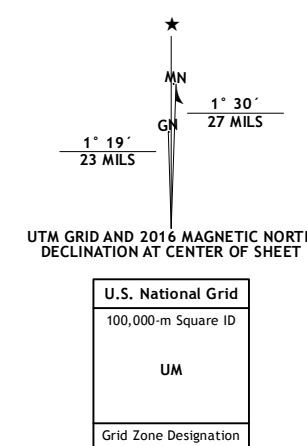 MN
1° 30´
27 MILS
GN
1° 19´
23 MILS
UTM GRID AND 2016 MAGNETIC NORT
DECLINATION AT CENTER OF SHEET
U.S. National Grid
100,000-m Square ID
UM
Grid Zone Designation